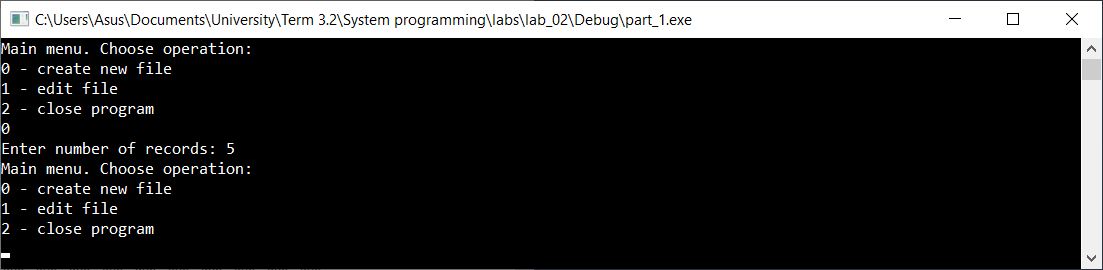 C:\Users\Asus\Documents\University\Term 3.2\System programming\labs\lab_02\Debug\part_1.exe
Main menu. Choose operation:
0 - create new file
1 - edit file
2 - close program
0
Enter number of records: 5
Main menu. Choose operation:
0 - create new file
1 - edit file
2 - close program